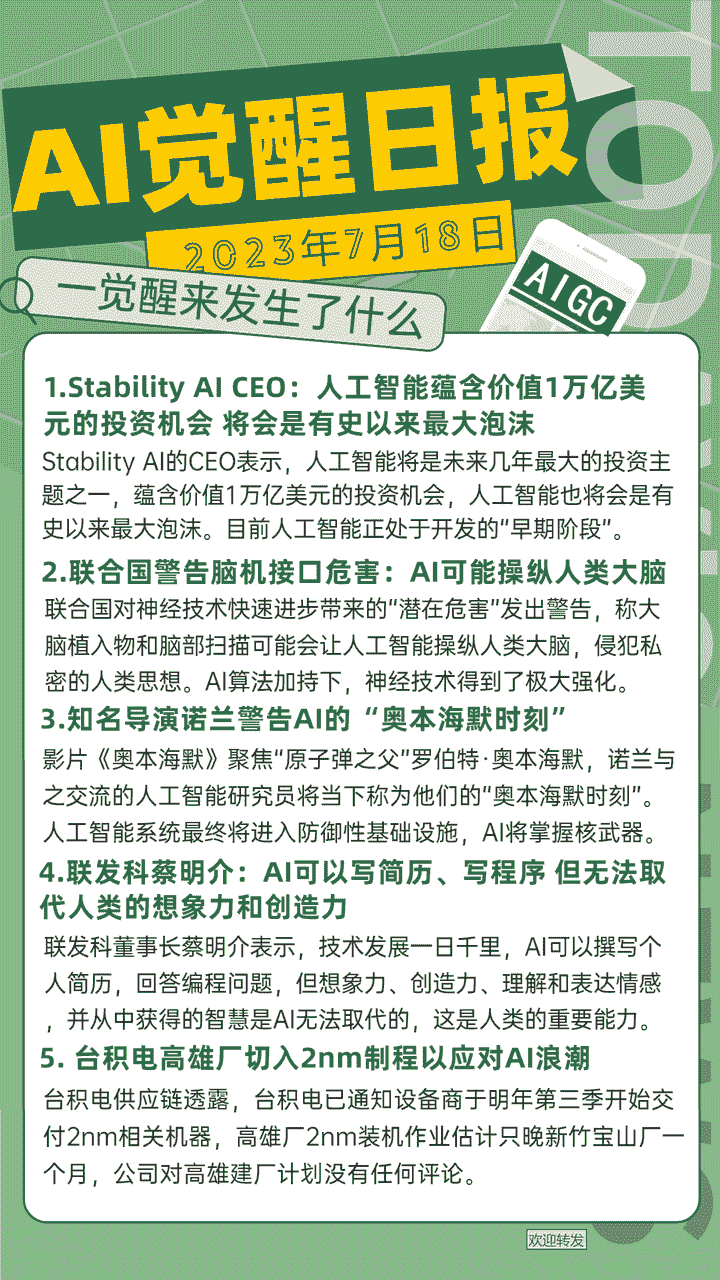 AI觉醒日报
2023年7月18日
一觉醒来发生了什么
AIGC
1.Stability AI CEO：人工智能蕴含价值1万亿美
元的投资机会 将会是有史以来最大泡沫
Stability AI的CEO表示，人工智能将是未来几年最大的投资主
题之一，蕴含价值1万亿美元的投资机会，人工智能也将会是有
史以来最大泡沫。目前人工智能正处于开发的“早期阶段”。
2.联合国警告脑机接口危害：AI可能操纵人类大脑
联合国对神经技术快速进步带来的“潜在危害”发出警告，称大
脑植入物和脑部扫描可能会让人工智能操纵人类大脑，侵犯私
密的人类思想。AI算法加持下，神经技术得到了极大强化。
3.知名导演诺兰警告AI的“奥本海默时刻”
影片《奥本海默》聚焦“原子弹之父”罗伯特·奥本海默，诺兰与
之交流的人工智能研究员将当下称为他们的“奥本海默时刻”。
人工智能系统最终将进入防御性基础设施，AI将掌握核武器。
4.联发科蔡明介：AI可以写简历、写程序 但无法取
代人类的想象力和创造力
联发科董事长蔡明介表示，技术发展一日千里，AI可以撰写个
人简历，回答编程问题，但想象力、创造力、理解和表达情感
，并从中获得的智慧是AI无法取代的，这是人类的重要能力。
5. 台积电高雄厂切入2nm制程以应对AI浪潮
台积电供应链透露，台积电已通知设备商于明年第三季开始交
付2nm相关机器，高雄厂2nm装机作业估计只晚新竹宝山厂一
个月，公司对高雄建厂计划没有任何评论。
欢迎转发